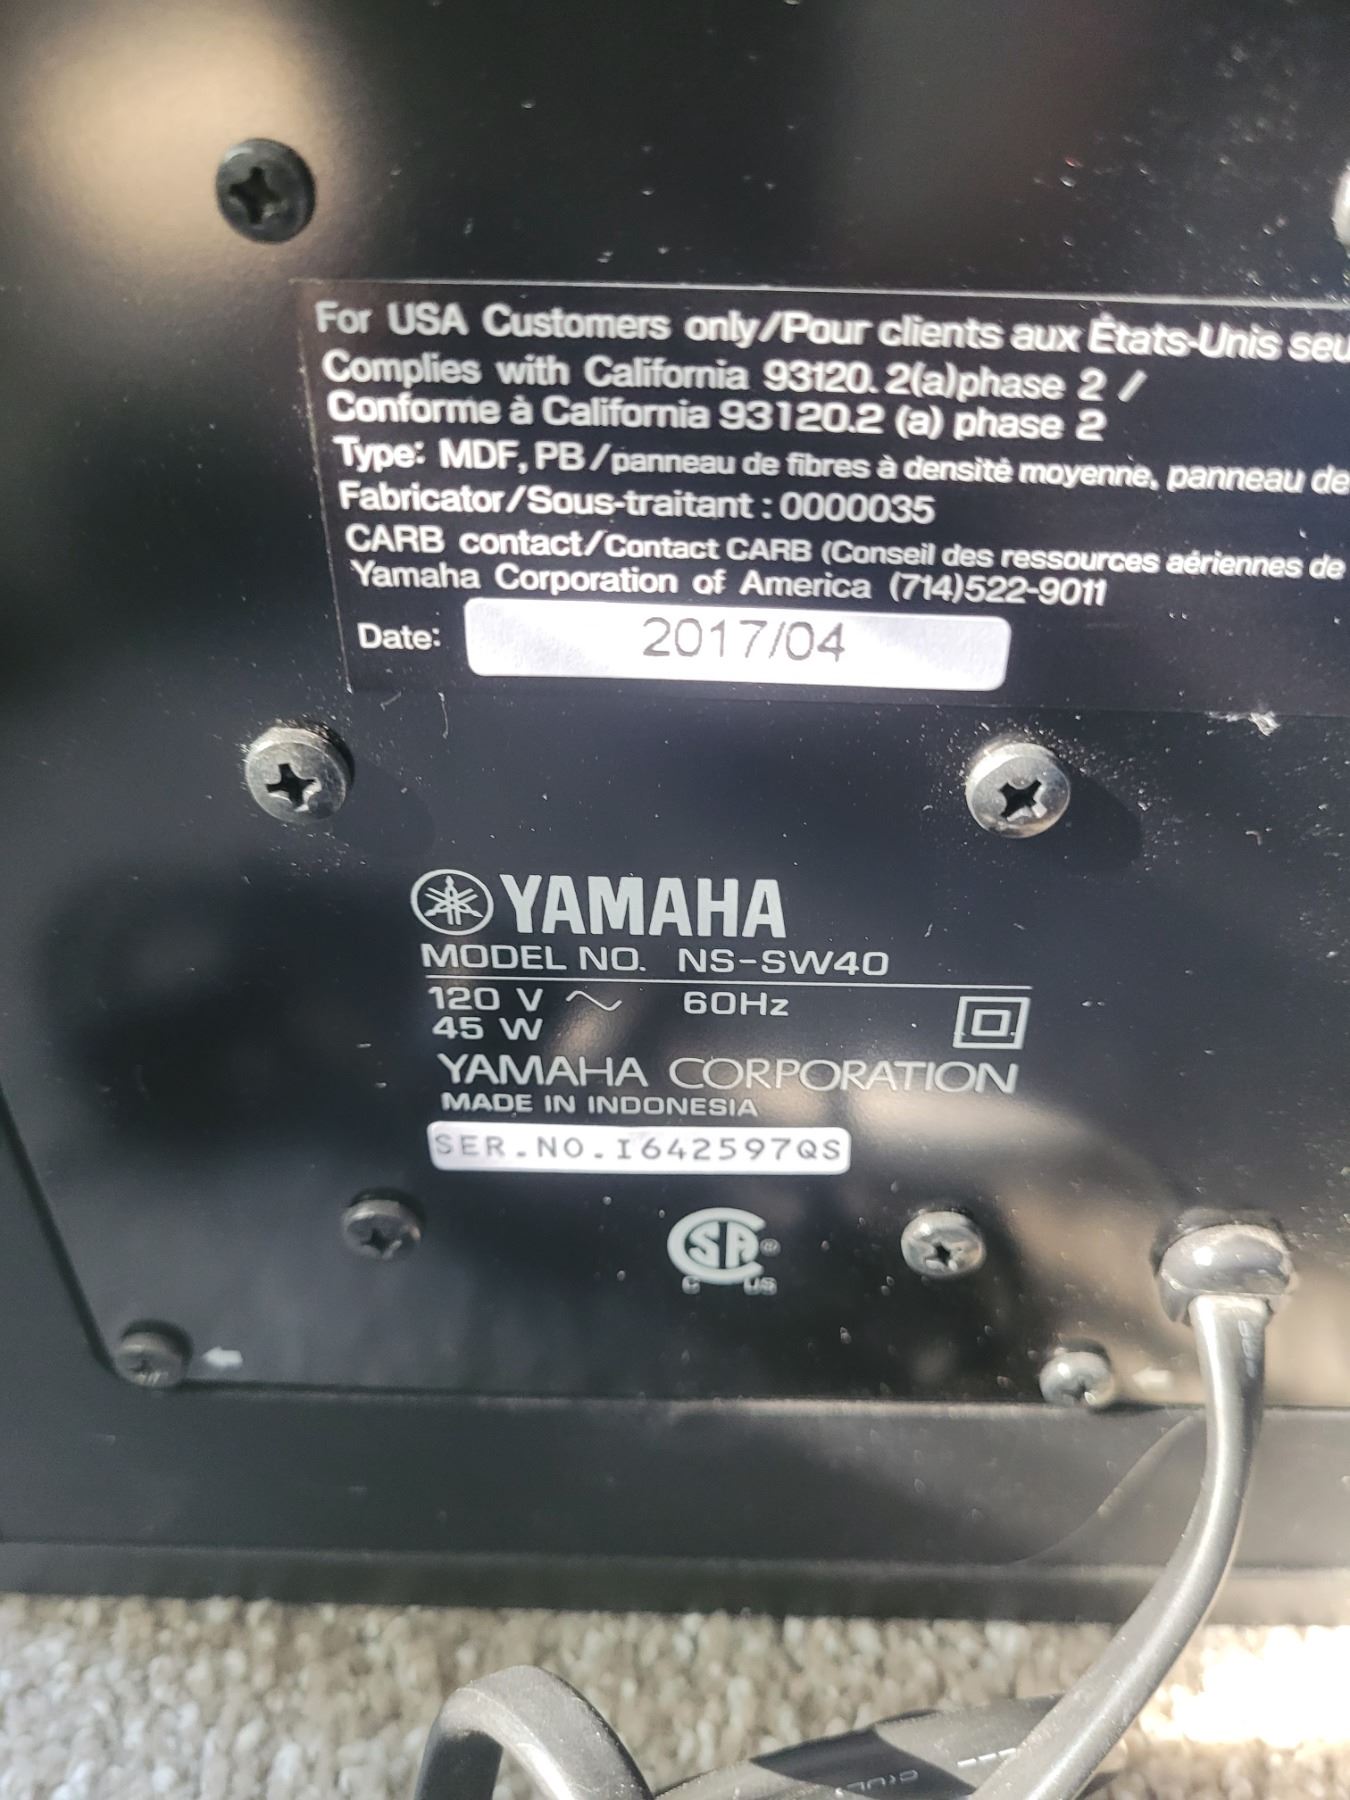 For USA Customers only/Pour clients aux États-Unis seu
Complies with California 93120.2(a)phase 2 /
Conforme à California 93120.2 (a) phase 2
Type: MDF, PB/panneau de fibres à densité moyenne, panneau de
Fabricator/Sous-traitant : 0000035
CARB contact/Contact CARB (Conseil des ressources aériennes de
Yamaha Corporation of America (714)522-9011
Date: 2017/04
YAMAHA
MODEL NO. NS-SW40
120 V ~ 60Hz
45 W
YAMAHA CORPORATION
MADE IN INDONESIA
SER.NO.I642597QS
CSA®
C US